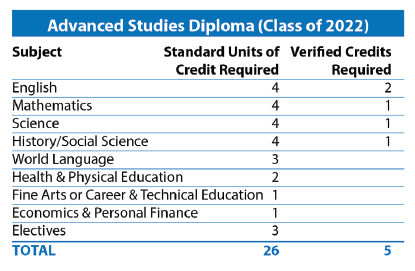 Advanced Studies Diploma (Class of 2022)
Subject Standard Units of Credit Required Verified Credits Required
English 4 2
Mathematics 4 1
Science 4 1
History/Social Science 4 1
World Language 3
Health & Physical Education 2
Fine Arts or Career & Technical Education 1
Economics & Personal Finance 1
Electives 3
TOTAL 26 5